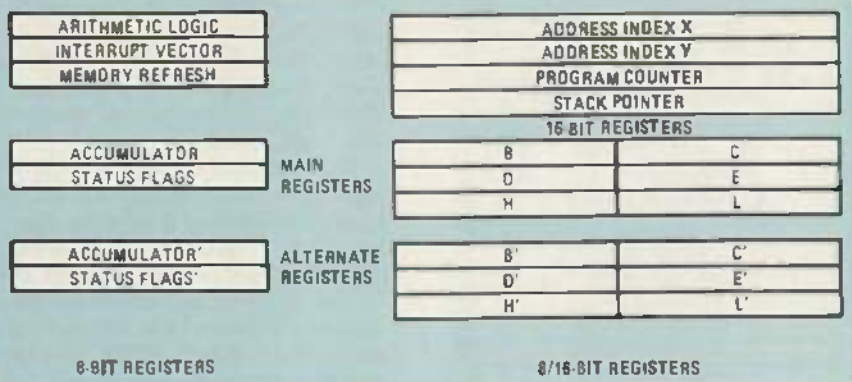 ARITHMETIC LOGIC
INTERRUPT VECTOR
MEMORY REFRESH
ADDRESS INDEX X
ADDRESS INDEX Y
PROGRAM COUNTER
STACK POINTER
16-BIT REGISTERS
ACCUMULATOR
STATUS FLAGS
MAIN
REGISTERS
B C
D E
H L
ACCUMULATOR'
STATUS FLAGS'
ALTERNATE
REGISTERS
B' C'
D' E'
H' L'
8-BIT REGISTERS
8/16-BIT REGISTERS